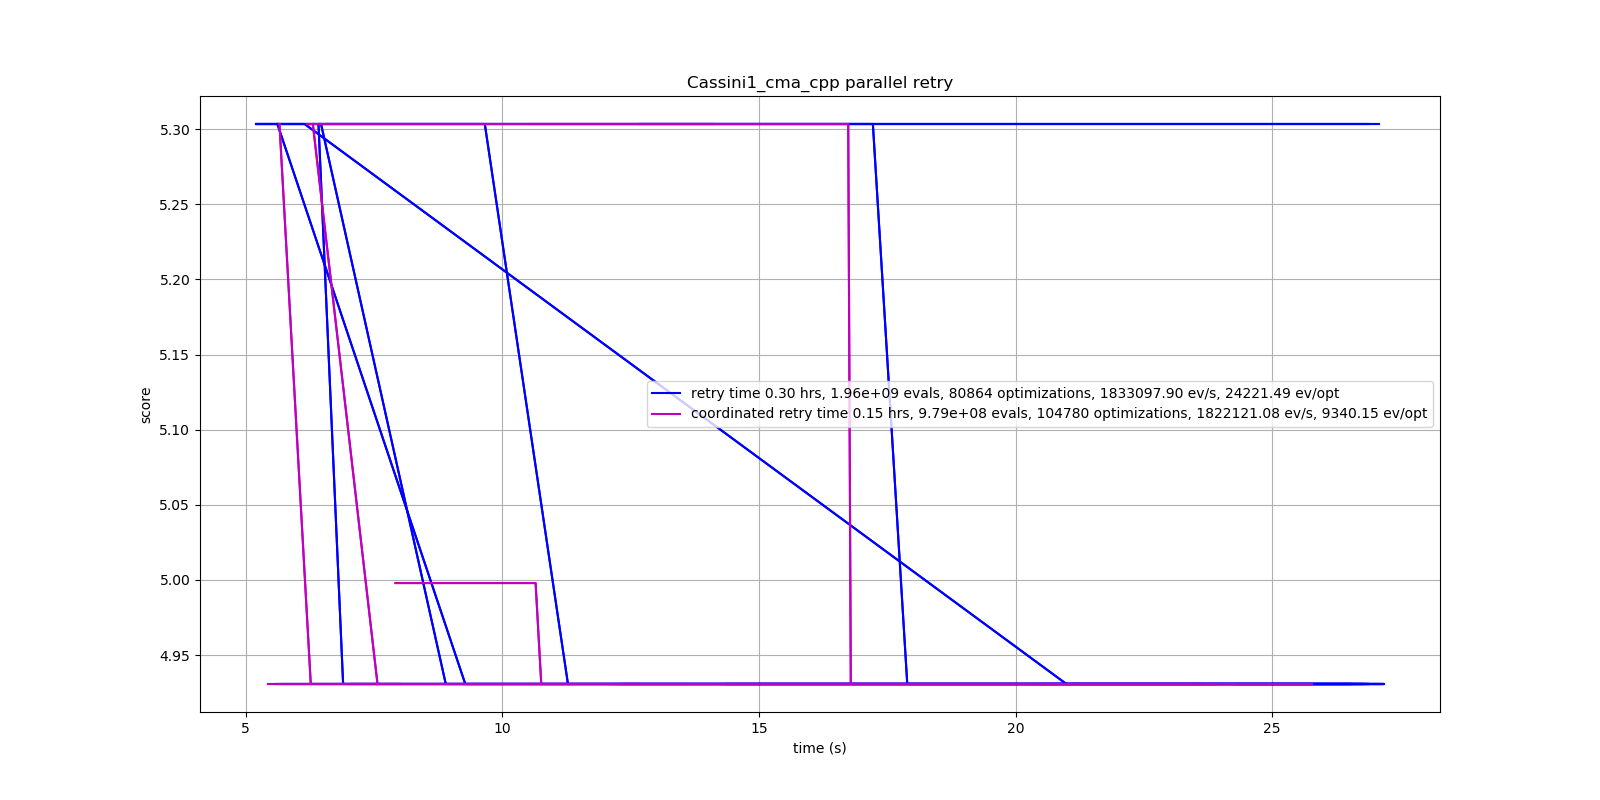 Cassini1_cma_cpp parallel retry
5.30
5.25
5.20
5.15
5.10
5.05
5.00
4.95
score
retry time 0.30 hrs, 1.96e+09 evals, 80864 optimizations, 1833097.90 ev/s, 24221.49 ev/opt
coordinated retry time 0.15 hrs, 9.79e+08 evals, 104780 optimizations, 1822121.08 ev/s, 9340.15 ev/opt
5 10 15 20 25
time (s)